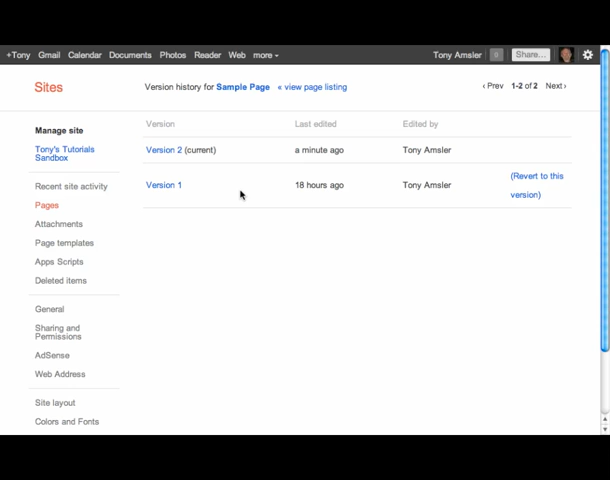 +Tony Gmail Calendar Documents Photos Reader Web more Tony Amsler 0 Share...
Sites Version history for Sample Page « view page listing ‹ Prev 1-2 of 2 Next ›
Manage site
Tony's Tutorials
Sandbox
Recent site activity
Pages
Attachments
Page templates
Apps Scripts
Deleted items
General
Sharing and
Permissions
AdSense
Web Address
Site layout
Colors and Fonts
Version Last edited Edited by
Version 2 (current) a minute ago Tony Amsler
Version 1 18 hours ago Tony Amsler (Revert to this
version)